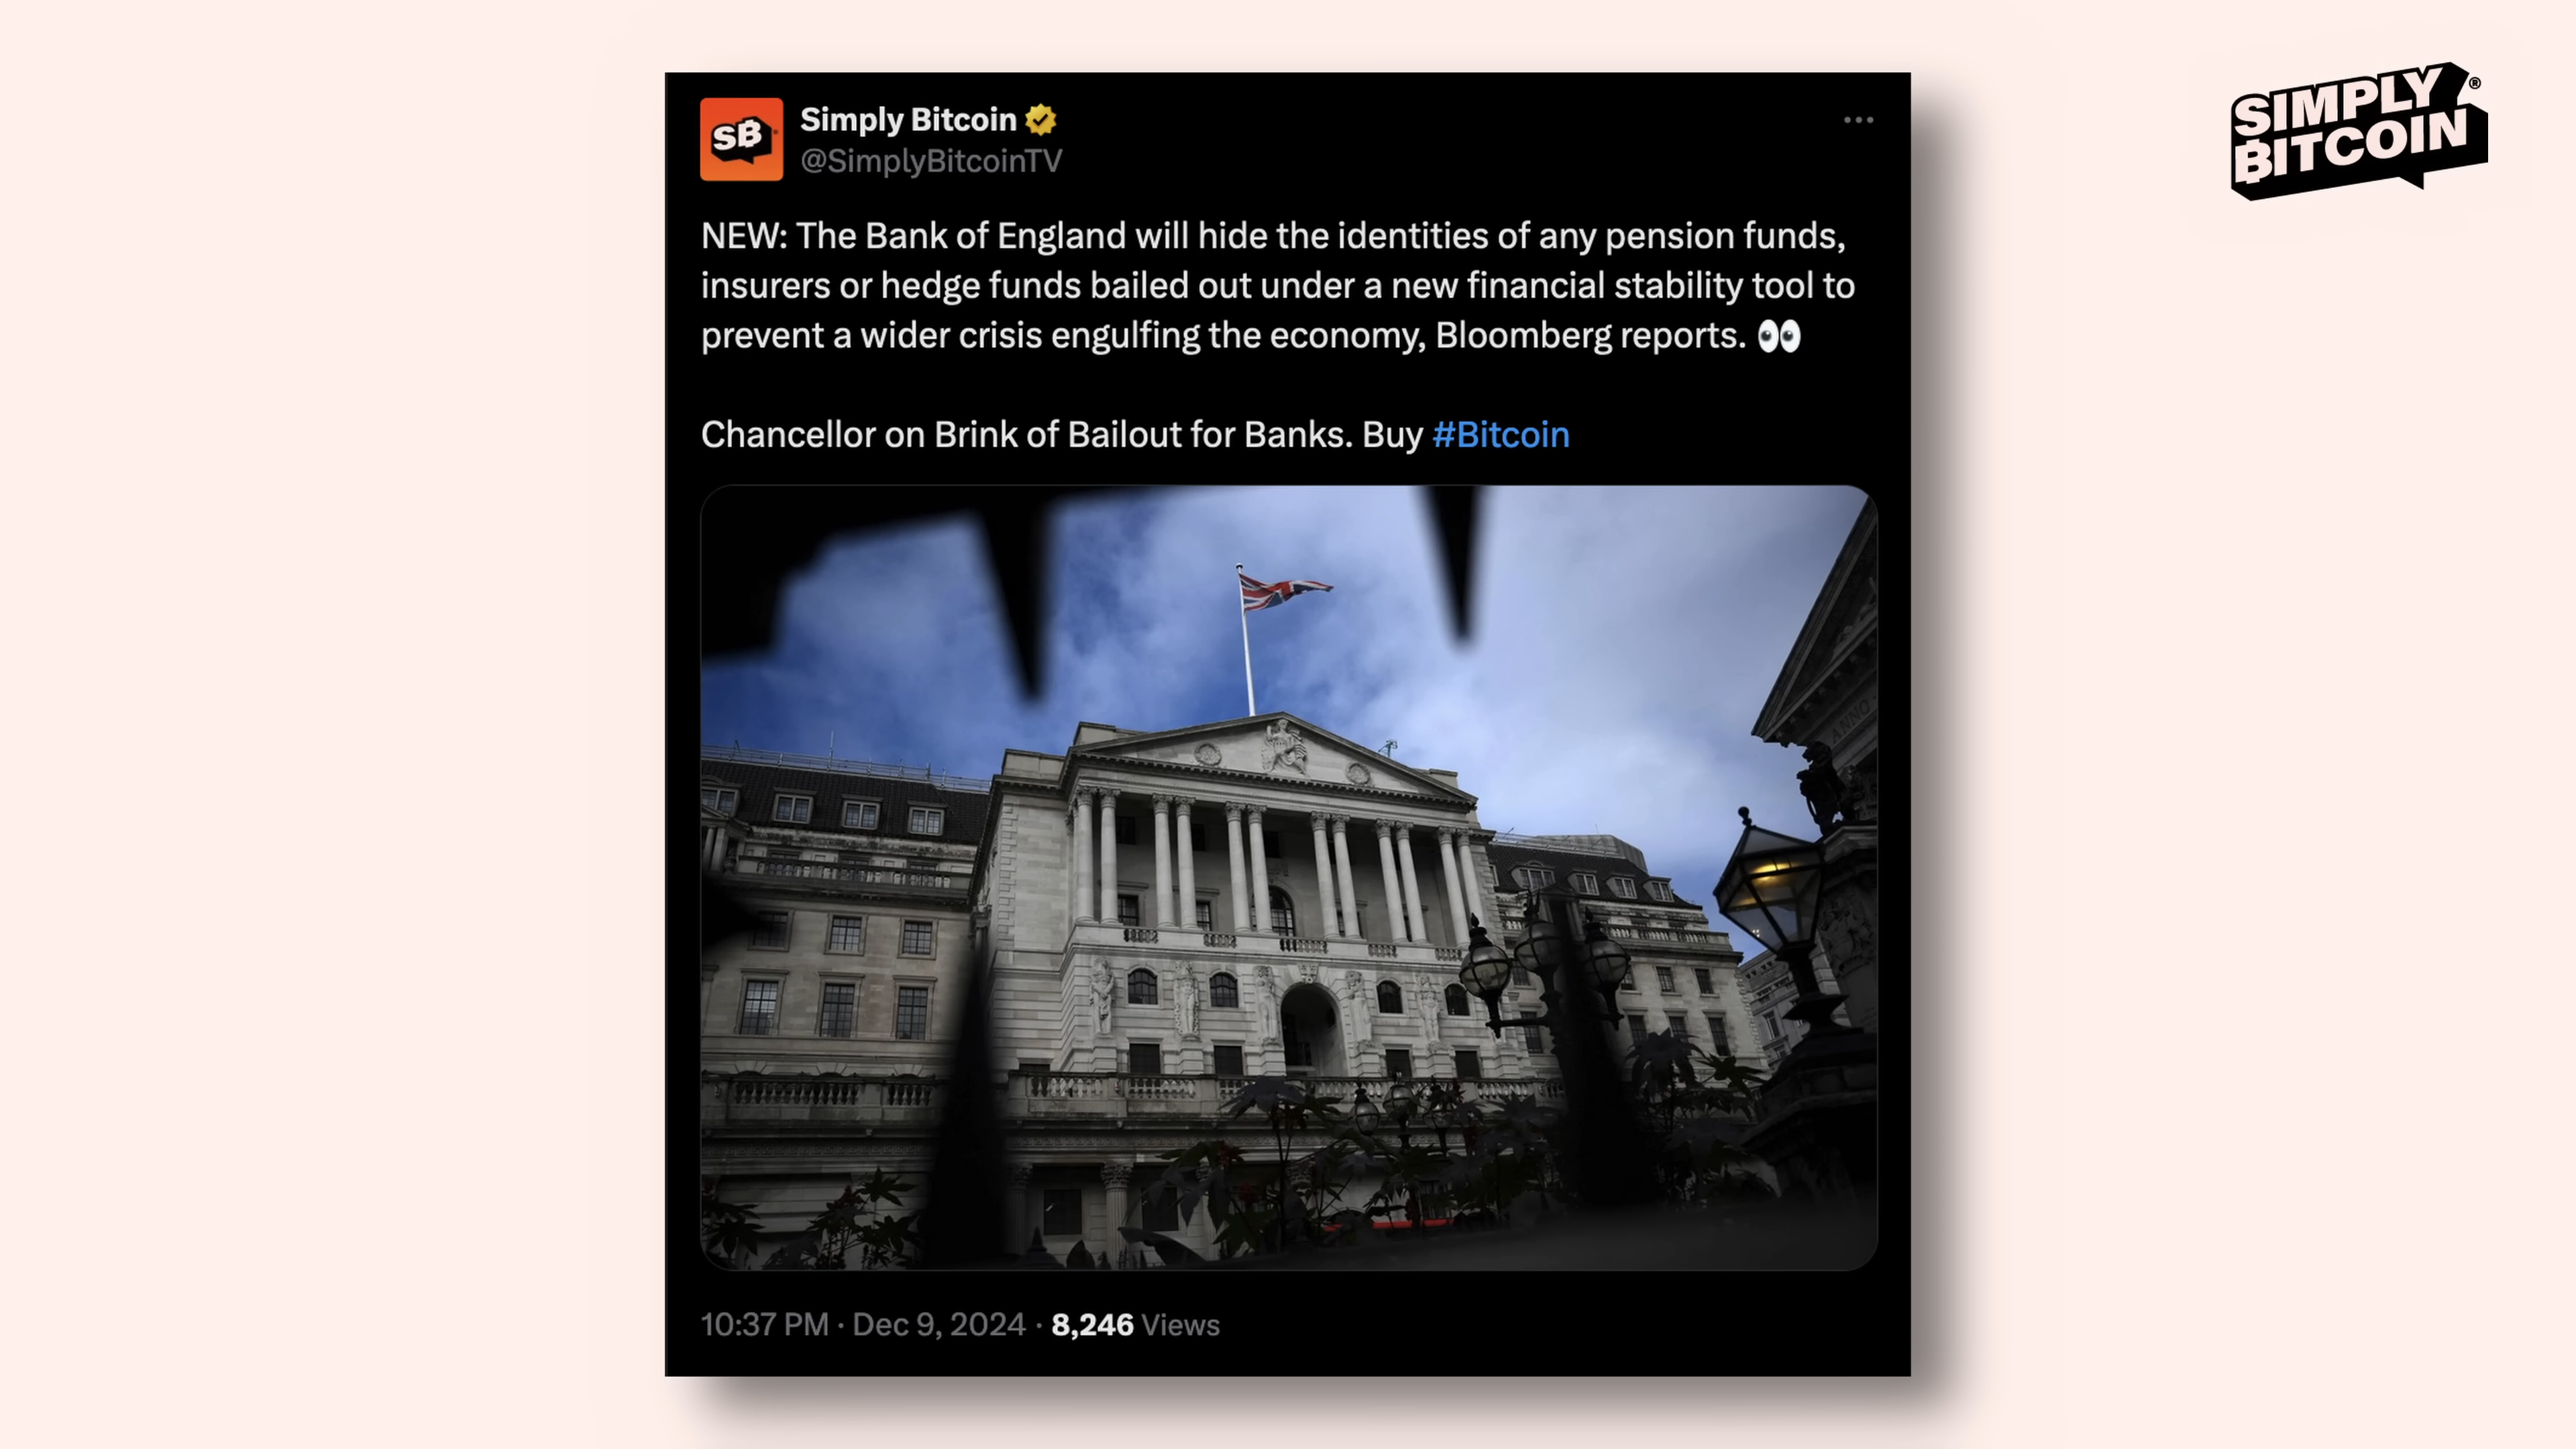 SIMPLY
BITCOIN
®
SB
Simply Bitcoin
@SimplyBitcoinTV
NEW: The Bank of England will hide the identities of any pension funds,
insurers or hedge funds bailed out under a new financial stability tool to
prevent a wider crisis engulfing the economy, Bloomberg reports. 👀
Chancellor on Brink of Bailout for Banks. Buy #Bitcoin
ANNO
10:37 PM · Dec 9, 2024 · 8,246 Views